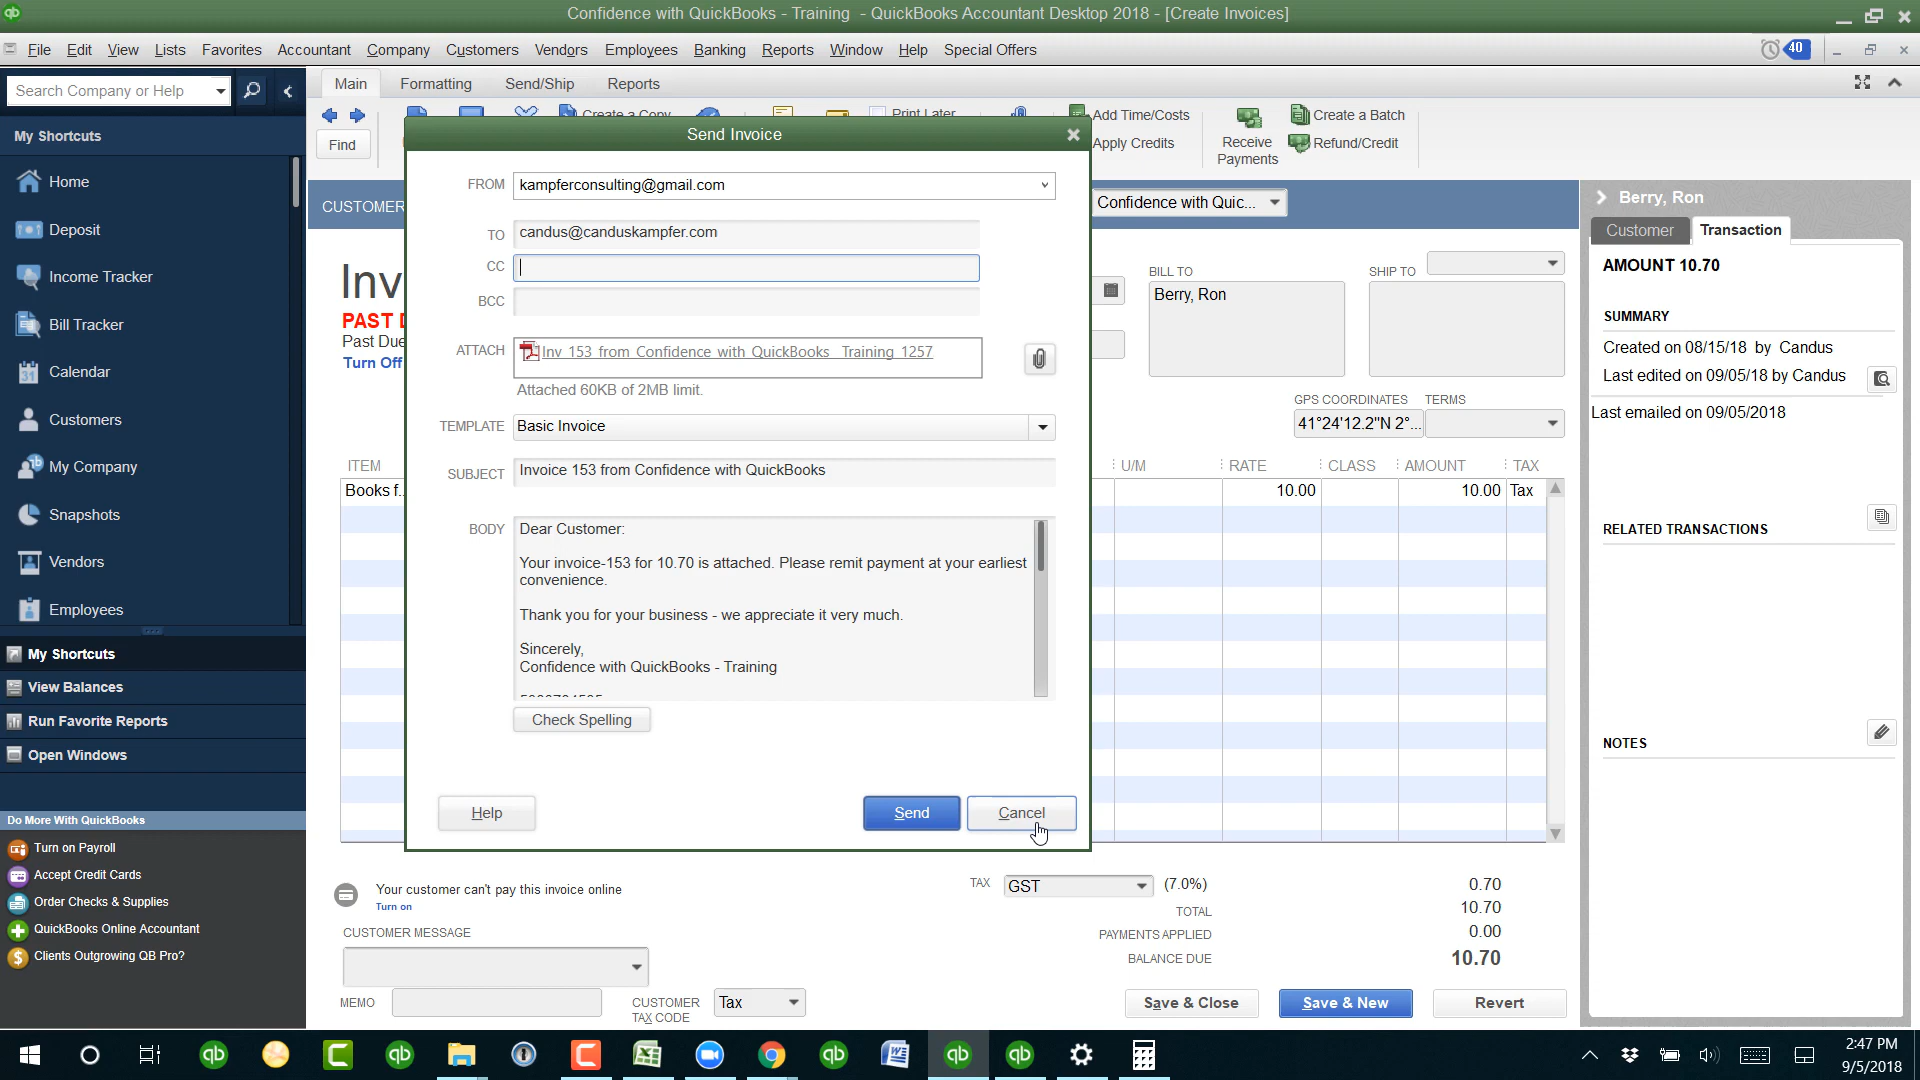 Confidence with QuickBooks - Training - QuickBooks Accountant Desktop 2018 - [Create Invoices]
File Edit View Lists Favorites Accountant Company Customers Vendors Employees Banking Reports Window Help Special Offers 40
Search Company or Help
Main Formatting Send/Ship Reports
Find
Create a Copy
Print Later
Add Time/Costs
Apply Credits
Receive
Payments
Create a Batch
Refund/Credit
My Shortcuts
Home
Deposit
Income Tracker
Bill Tracker
Calendar
Customers
My Company
Snapshots
Vendors
Employees
My Shortcuts
View Balances
Run Favorite Reports
Open Windows
Do More With QuickBooks
Turn on Payroll
Accept Credit Cards
Order Checks & Supplies
QuickBooks Online Accountant
Clients Outgrowing QB Pro?
CUSTOMER
Confidence with Quic...
Inv
PAST
Past Due
Turn Off
Send Invoice
FROM kampferconsulting@gmail.com
TO candus@canduskampfer.com
CC
BCC
ATTACH Inv_153_from_Confidence_with_QuickBooks__Training_1257
Attached 60KB of 2MB limit.
TEMPLATE Basic Invoice
SUBJECT Invoice 153 from Confidence with QuickBooks
BODY Dear Customer:
Your invoice-153 for 10.70 is attached. Please remit payment at your earliest
convenience.
Thank you for your business - we appreciate it very much.
Sincerely,
Confidence with QuickBooks - Training
Check Spelling
Help Send Cancel
BILL TO
Berry, Ron
SHIP TO
GPS COORDINATES TERMS
41°24'12.2"N 2°...
ITEM U/M RATE CLASS AMOUNT TAX
Books f... 10.00 10.00 Tax
Your customer can't pay this invoice online
Turn on
CUSTOMER MESSAGE
MEMO
CUSTOMER
TAX CODE
Tax
TAX GST (7.0%) 0.70
TOTAL 10.70
PAYMENTS APPLIED 0.00
BALANCE DUE 10.70
Save & Close Save & New Revert
Berry, Ron
Customer Transaction
AMOUNT 10.70
SUMMARY
Created on 08/15/18 by Candus
Last edited on 09/05/18 by Candus
Last emailed on 09/05/2018
RELATED TRANSACTIONS
NOTES
2:47 PM
9/5/2018